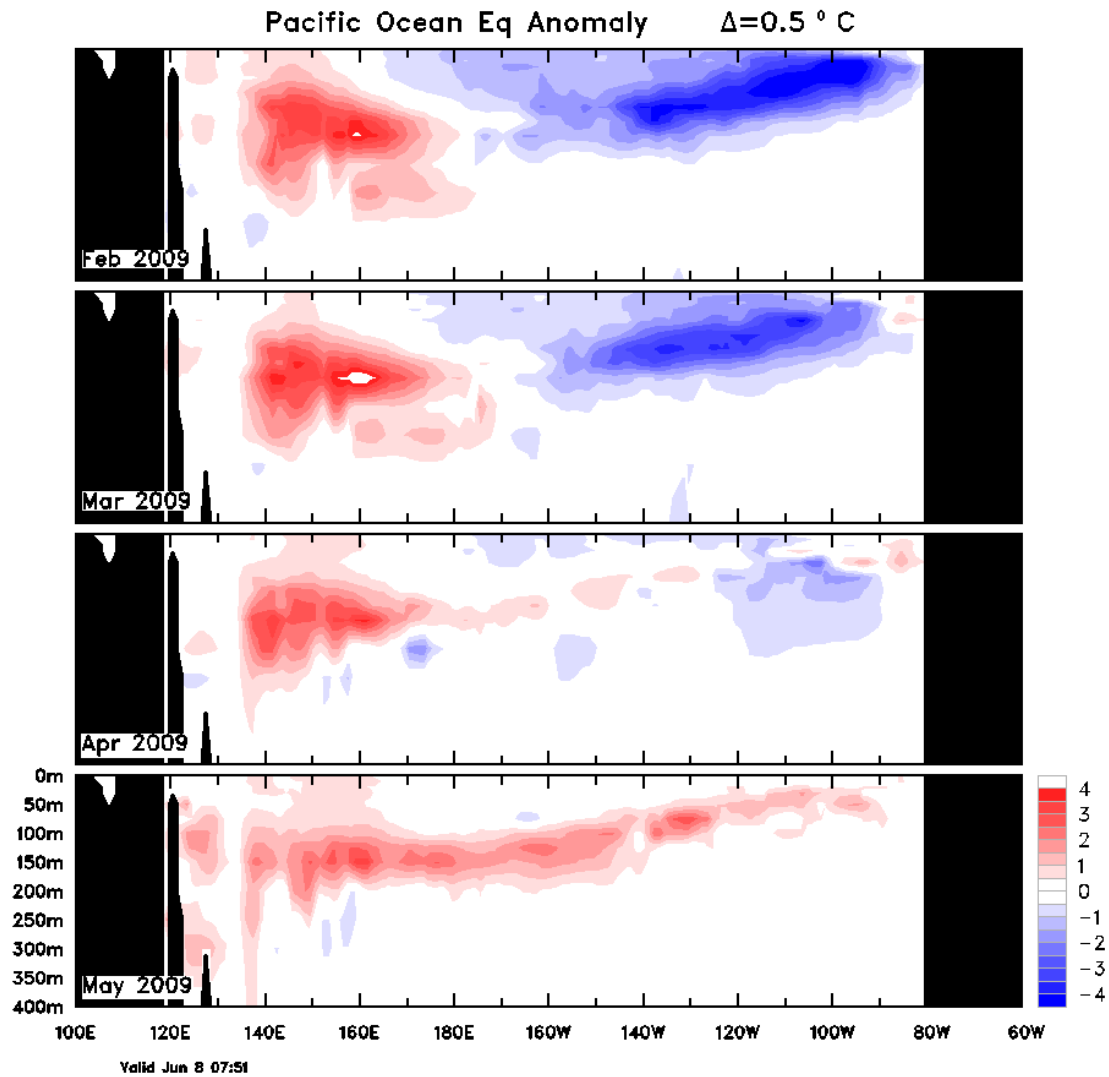 Pacific Ocean Eq Anomaly Δ=0.5 ° C
Feb 2009
Mar 2009
Apr 2009
0m
50m
100m
150m
200m
250m
300m
350m
400m
May 2009
4
3
2
1
0
-1
-2
-3
-4
100E 120E 140E 160E 180E 160W 140W 120W 100W 80W 60W
Valid Jun 8 07:51